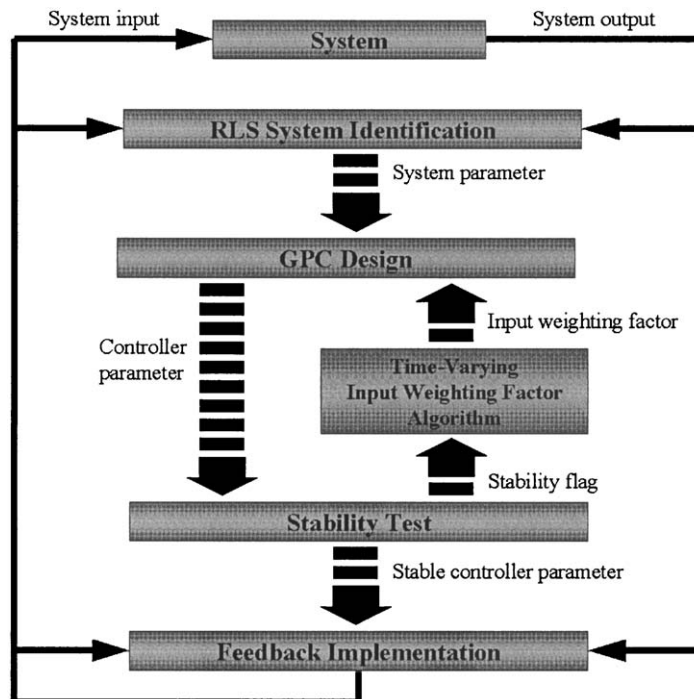 System input
System output
System
RLS System Identification
System parameter
GPC Design
Input weighting factor
Controller
parameter
Time-Varying
Input Weighting Factor
Algorithm
Stability flag
Stability Test
Stable controller parameter
Feedback Implementation